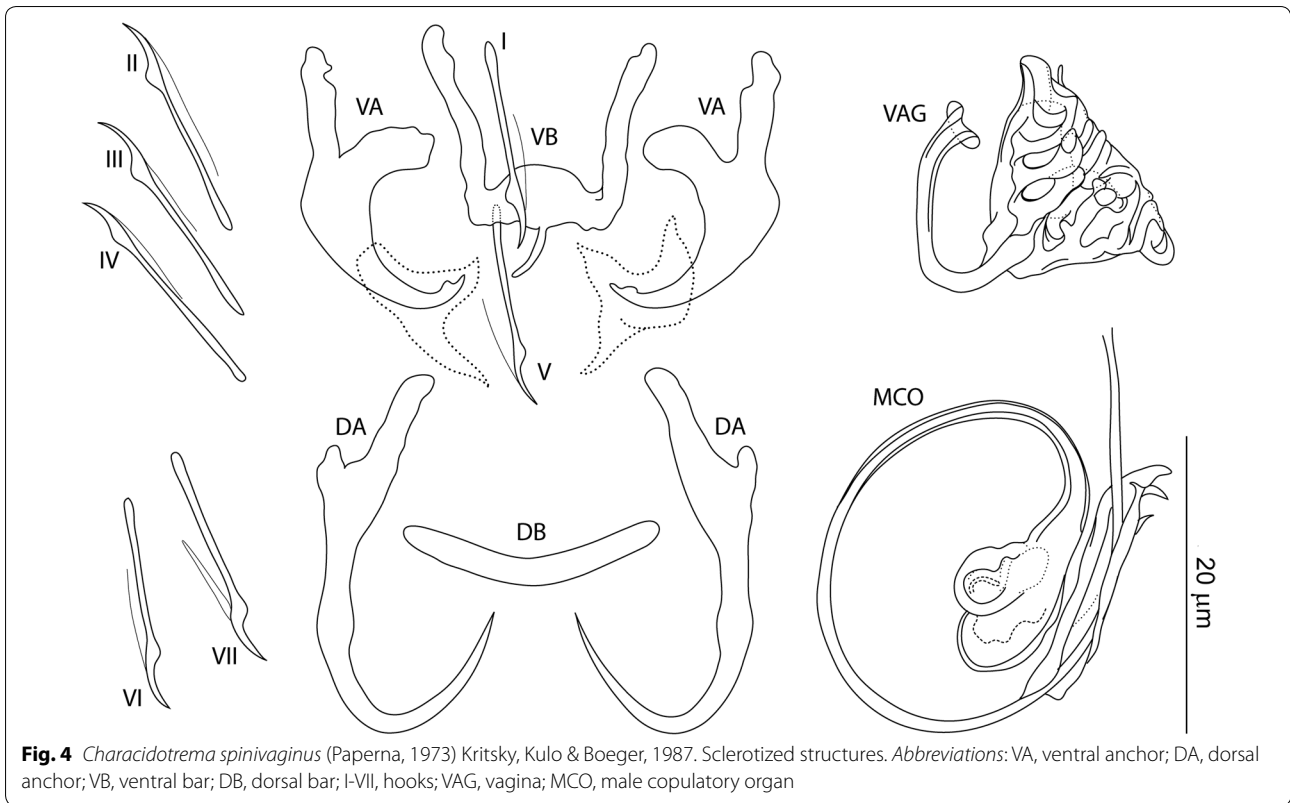 II
I
VA
VA
VAG
VB
III
IV
V
DA
DA
MCO
DB
20 µm
VII
VI
Fig. 4 Characidotrema spinivaginus (Paperna, 1973) Kritsky, Kulo & Boeger, 1987. Sclerotized structures. Abbreviations: VA, ventral anchor; DA, dorsal
anchor; VB, ventral bar; DB, dorsal bar; I-VII, hooks; VAG, vagina; MCO, male copulatory organ